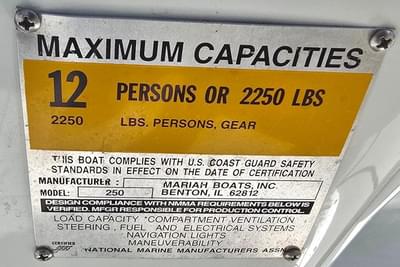 MAXIMUM CAPACITIES
12 PERSONS OR 2250 LBS
2250 LBS. PERSONS, GEAR
THIS BOAT COMPLIES WITH U.S. COAST GUARD SAFETY
STANDARDS IN EFFECT ON THE DATE OF CERTIFICATION
MANUFACTURER: MARIAH BOATS, INC.
MODEL: 250 BENTON, IL 62812
DESIGN COMPLIANCE WITH NMMA REQUIREMENTS BELOW IS
VERIFIED. MFGR RESPONSIBLE FOR PRODUCTION CONTROL.
LOAD CAPACITY *COMPARTMENT VENTILATION
STEERING, FUEL AND ELECTRICAL SYSTEMS
NAVIGATION LIGHTS
CERTIFIED MANEUVERABILITY
NATIONAL MARINE MANUFACTURERS ASSN